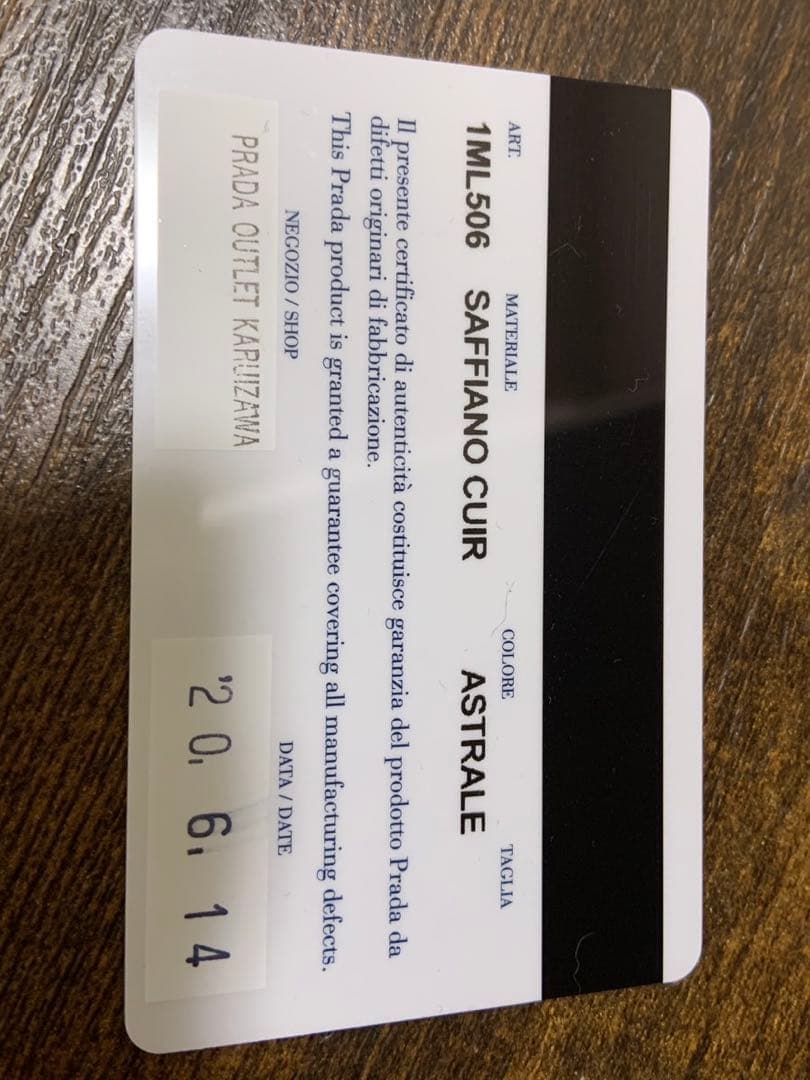 ART. MATERIALE COLORE TAGLIA
1ML506 SAFFIANO CUIR ASTRALE
Il presente certificato di autenticità costituisce garanzia del prodotto Prada da
difetti originari di fabbricazione.
This Prada product is granted a guarantee covering all manufacturing defects.
NEGOZIO / SHOP DATA / DATE
PRADA OUTLET KARUIZAWA '20. 6. 14